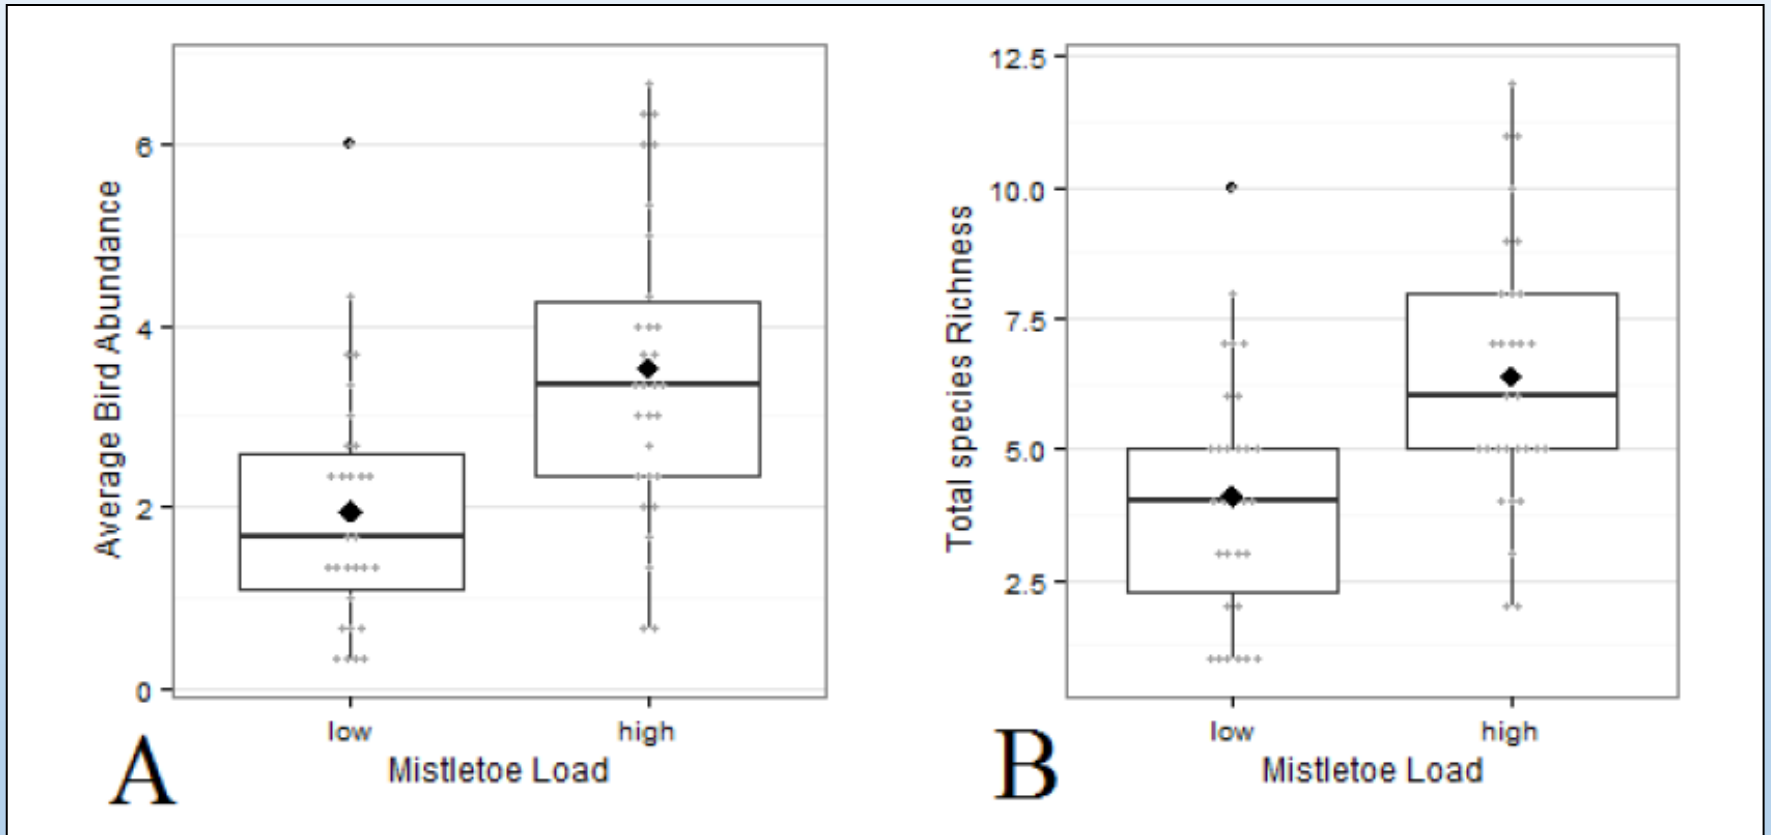 Average Bird Abundance
6
4
2
0
low high
Mistletoe Load
A
Total species Richness
12.5
10.0
7.5
5.0
2.5
low high
Mistletoe Load
B